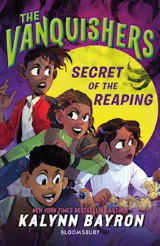 THE
VANQUISHERS
SECRET
OF THE
REAPING
NEW YORK TIMES BESTSELLING AUTHOR
KALYNN BAYRON
BLOOMSBURY